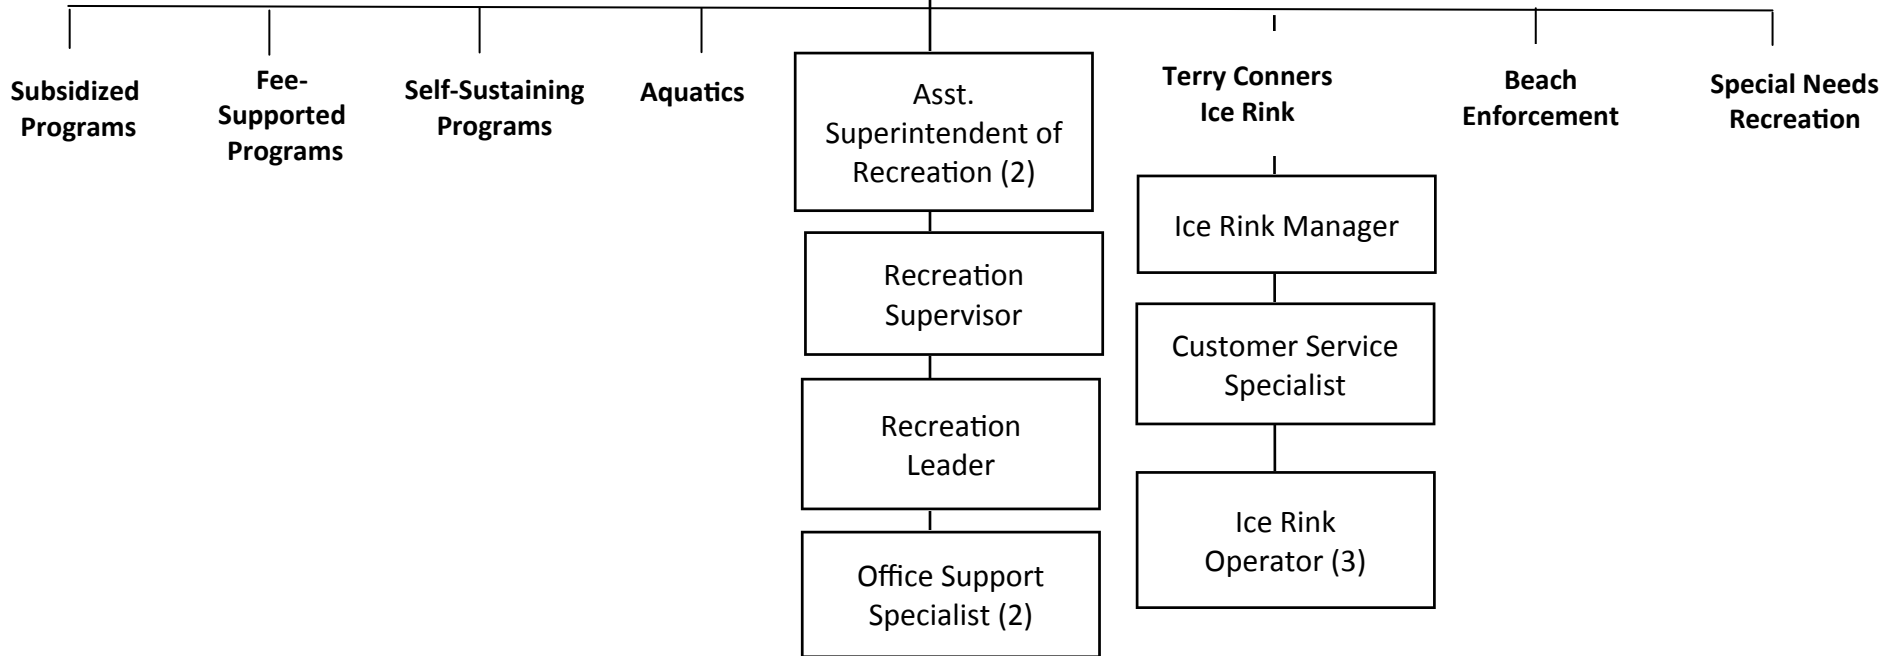 Subsidized
Programs
Fee-
Supported
Programs
Self-Sustaining
Programs
Aquatics
Asst.
Superintendent of
Recreation (2)
Recreation
Supervisor
Recreation
Leader
Office Support
Specialist (2)
Terry Conners
Ice Rink
Ice Rink Manager
Customer Service
Specialist
Ice Rink
Operator (3)
Beach
Enforcement
Special Needs
Recreation